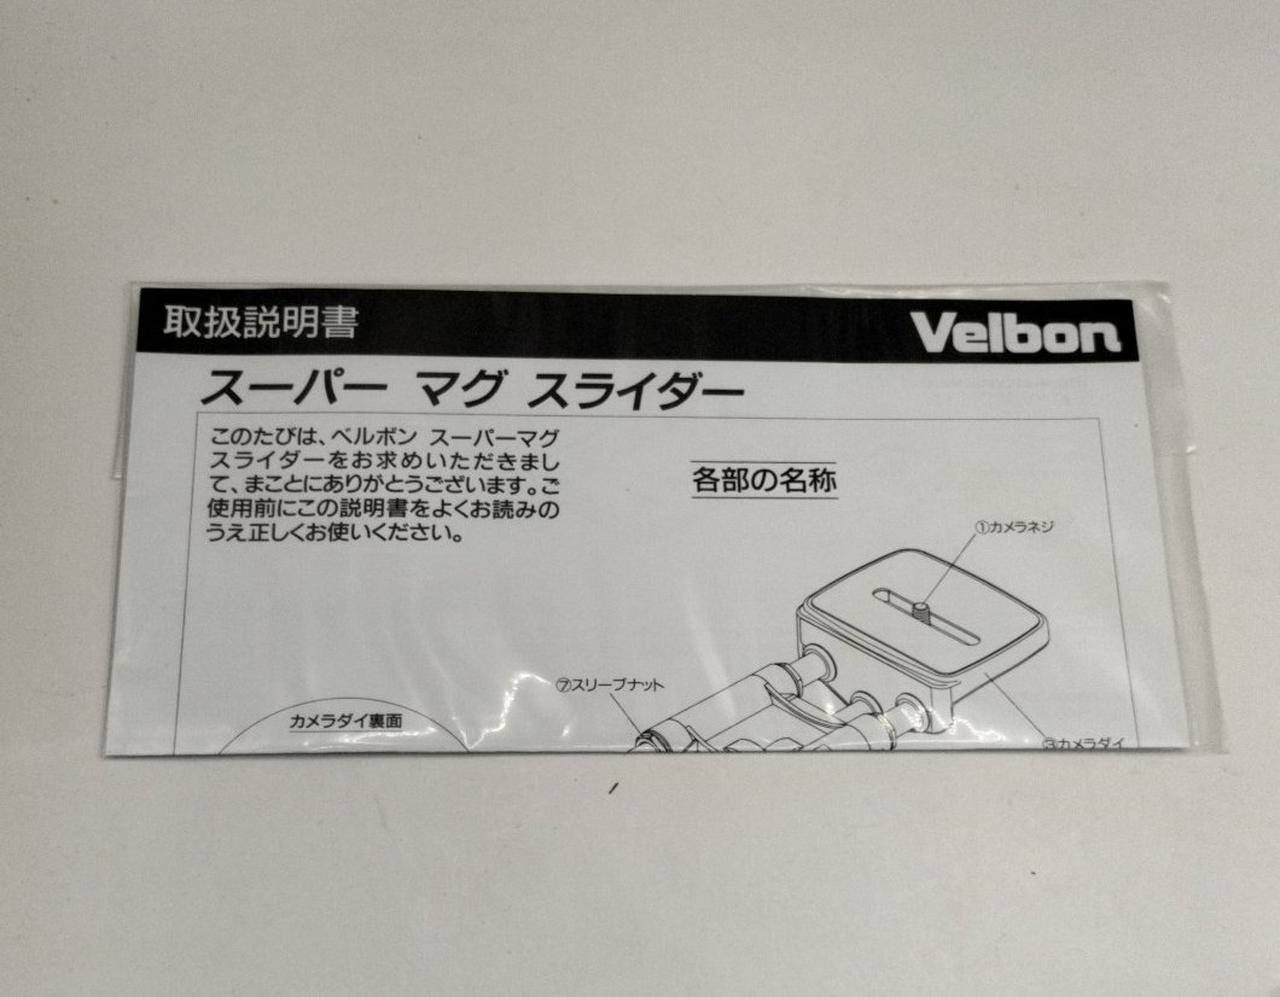 取扱説明書
Velbon
スーパー マグ スライダー
このたびは、ベルボン スーパーマグ
スライダーをお求めいただきまし
て、まことにありがとうございます。ご
使用前にこの説明書をよくお読みの
うえ正しくお使いください。
各部の名称
①カメラネジ
⑦スリーブナット
カメラダイ裏面
③カメラダイ